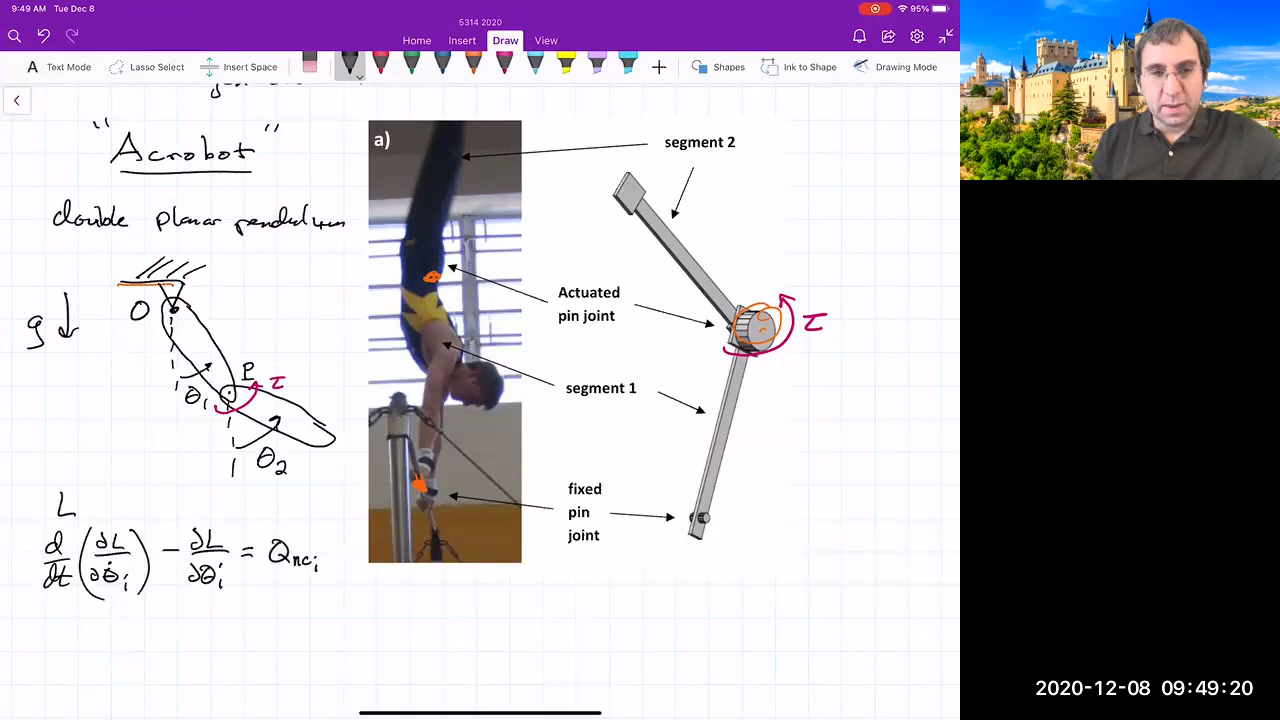 9:49 AM Tue Dec 8
95%
5314 2020
Home Insert Draw View
Text Mode Lasso Select Insert Space Shapes Ink to Shape Drawing Mode
"Acrobot"
double planar pendulum
g
O
θ1
P
τ
θ2
L
d/dt (∂L/∂θ̇i) − ∂L/∂θi = Qnci
a)
segment 2
Actuated
pin joint
τ
segment 1
fixed
pin
joint
2020-12-08 09:49:20